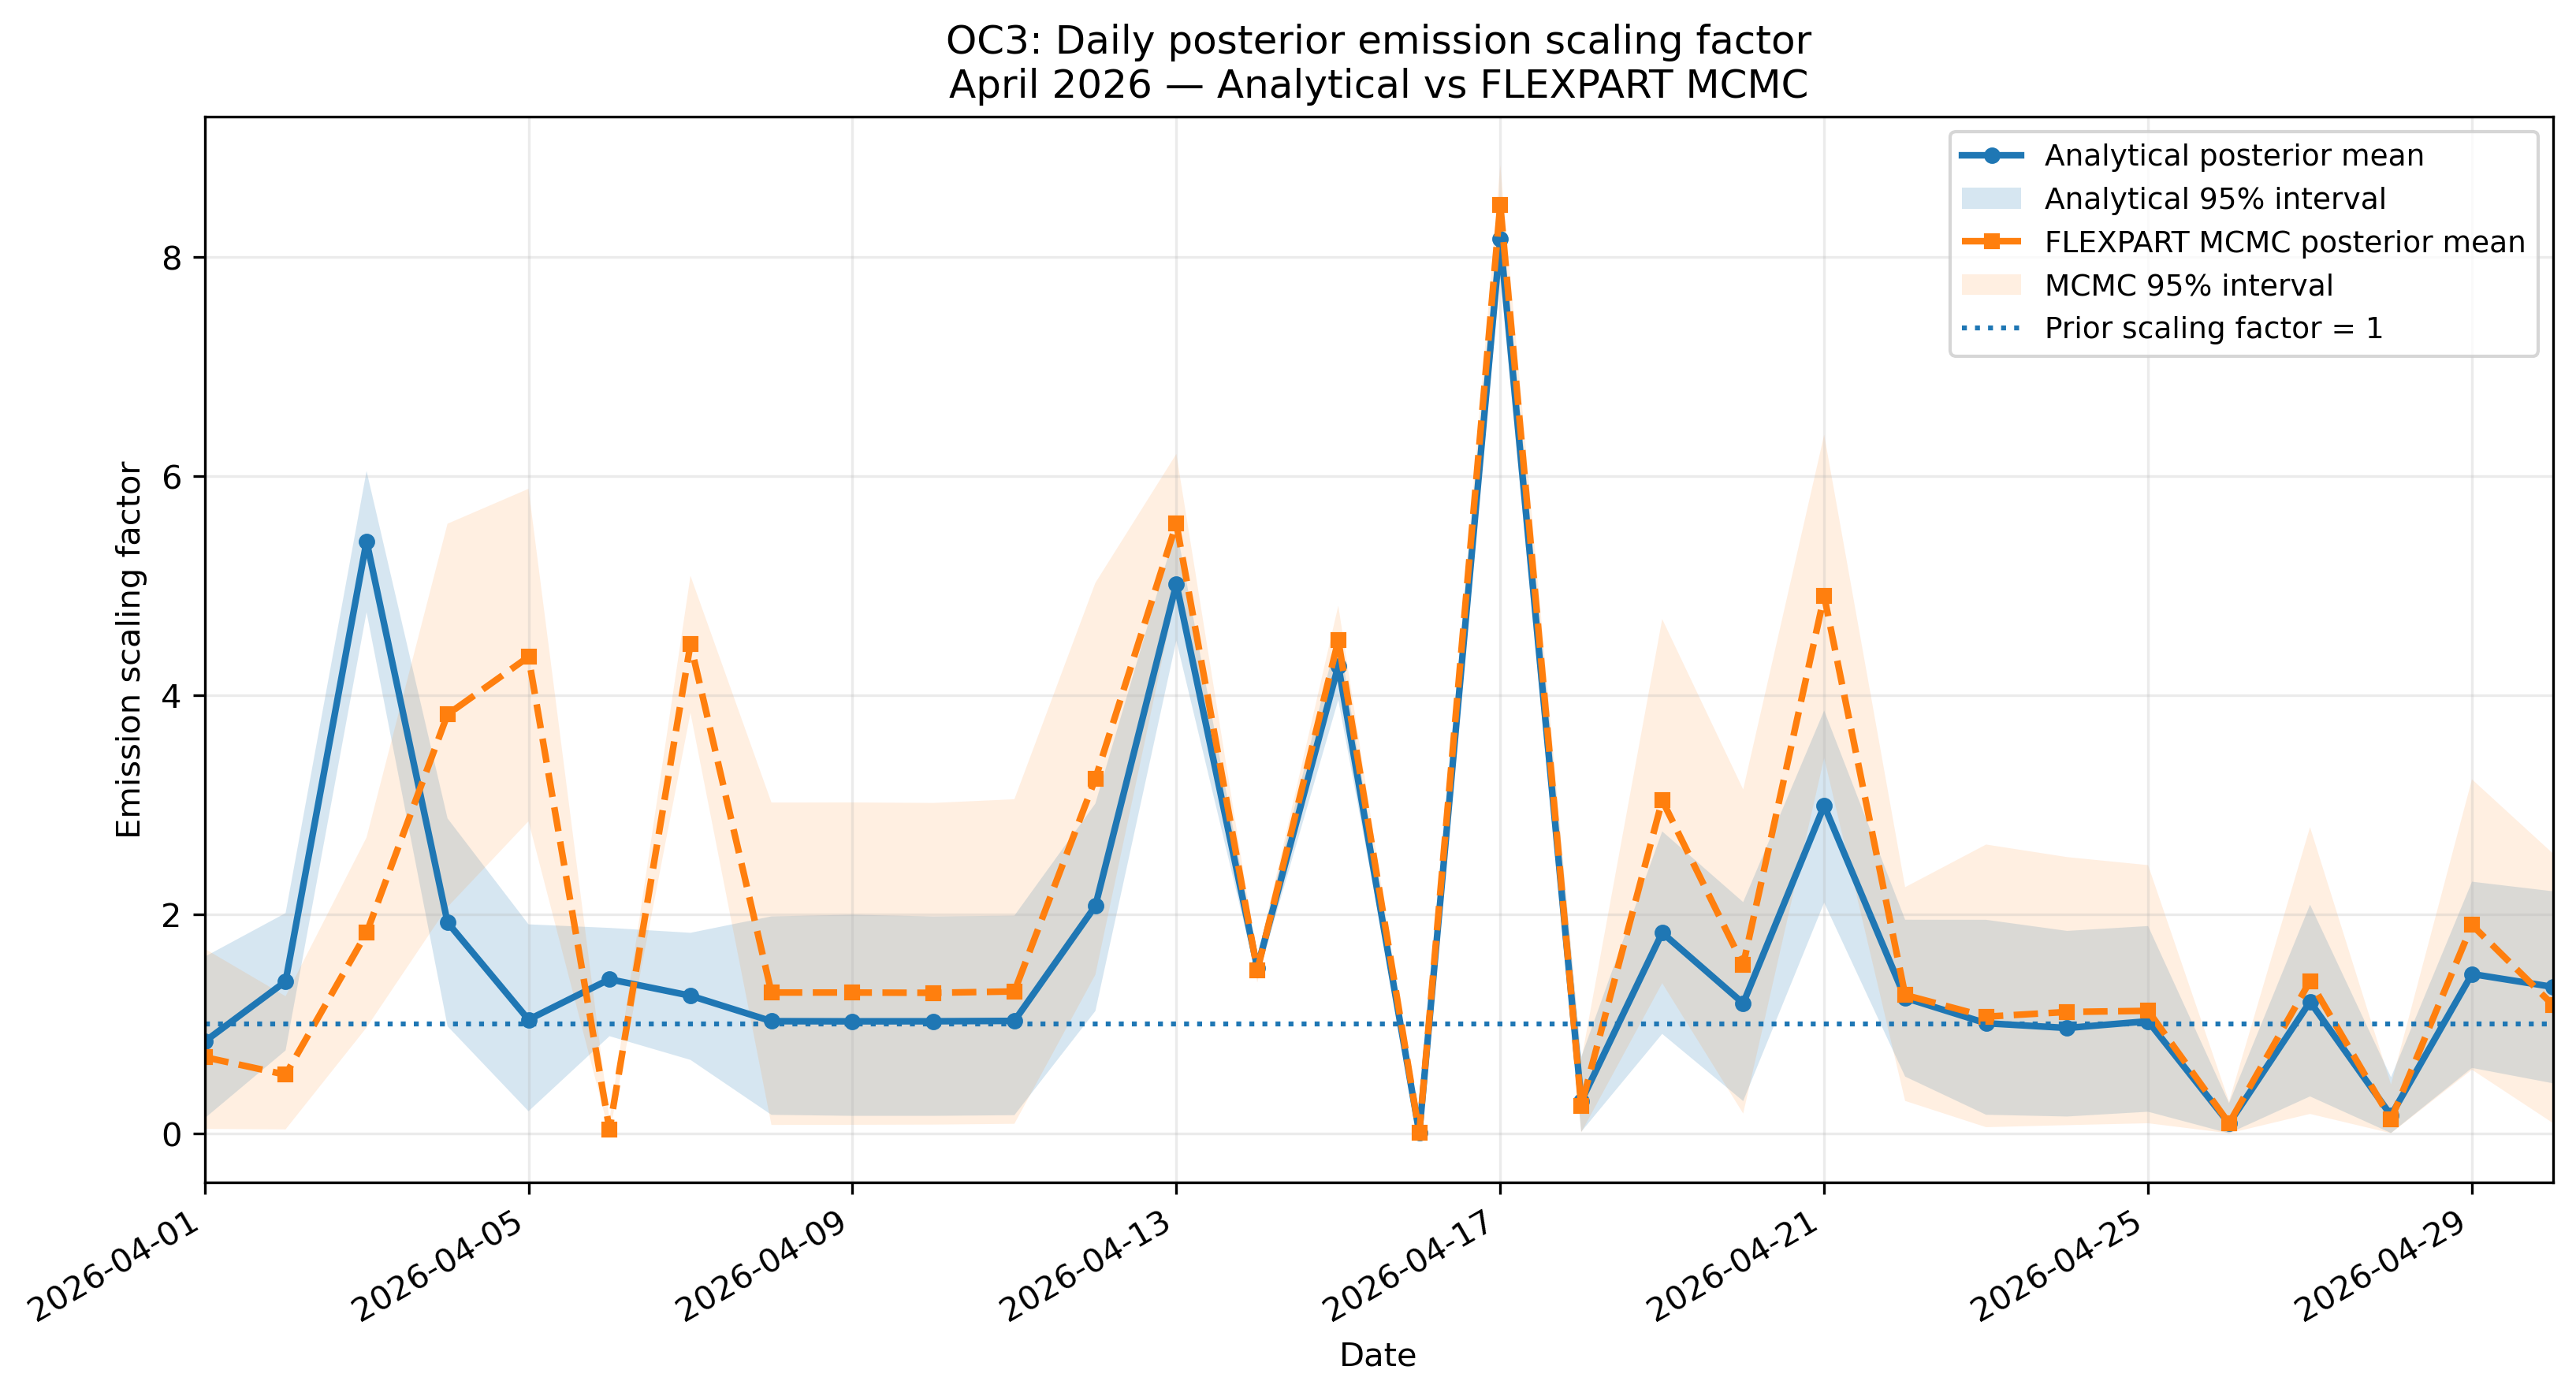 OC3: Daily posterior emission scaling factor
April 2026 — Analytical vs FLEXPART MCMC
Analytical posterior mean
Analytical 95% interval
FLEXPART MCMC posterior mean
MCMC 95% interval
Prior scaling factor = 1
Emission scaling factor
8
6
4
2
0
2026-04-01
2026-04-05
2026-04-09
2026-04-13
2026-04-17
2026-04-21
2026-04-25
2026-04-29
Date